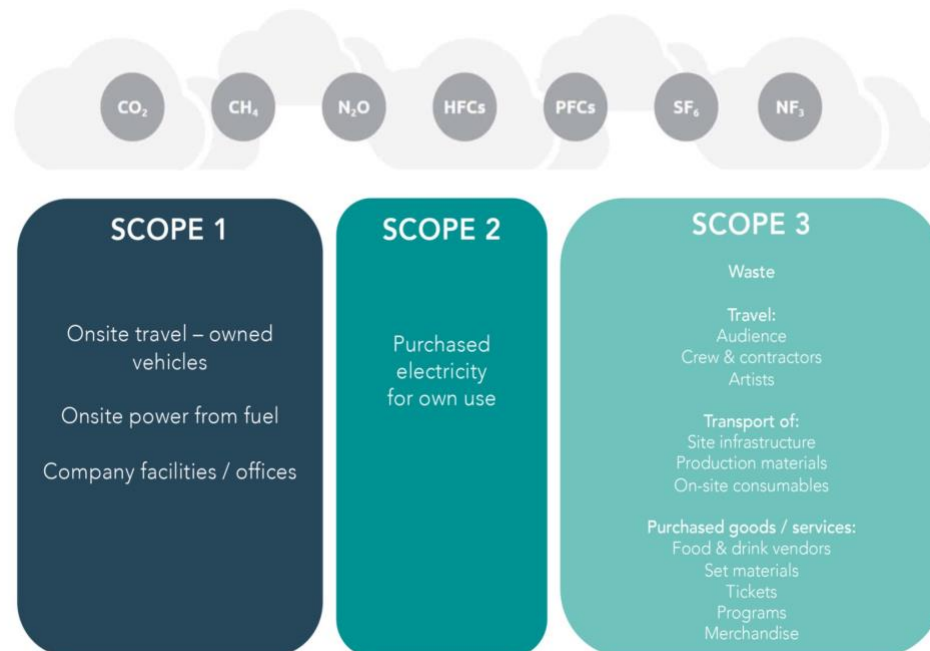 CO₂ CH₄ N₂O HFCs PFCs SF₆ NF₃
SCOPE 1
Onsite travel – owned
vehicles
Onsite power from fuel
Company facilities / offices
SCOPE 2
Purchased
electricity
for own use
SCOPE 3
Waste
Travel:
Audience
Crew & contractors
Artists
Transport of:
Site infrastructure
Production materials
On-site consumables
Purchased goods / services:
Food & drink vendors
Set materials
Tickets
Programs
Merchandise